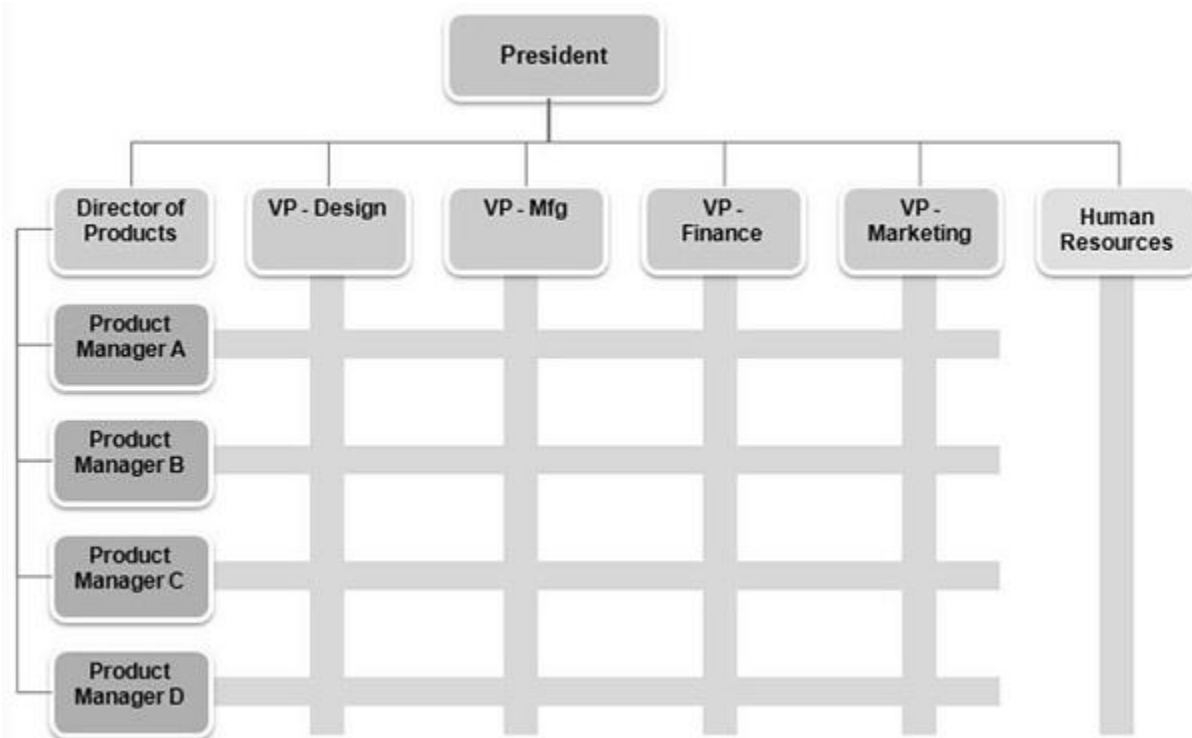 President
Director of
Products
VP - Design
VP - Mfg
VP -
Finance
VP -
Marketing
Human
Resources
Product
Manager A
Product
Manager B
Product
Manager C
Product
Manager D